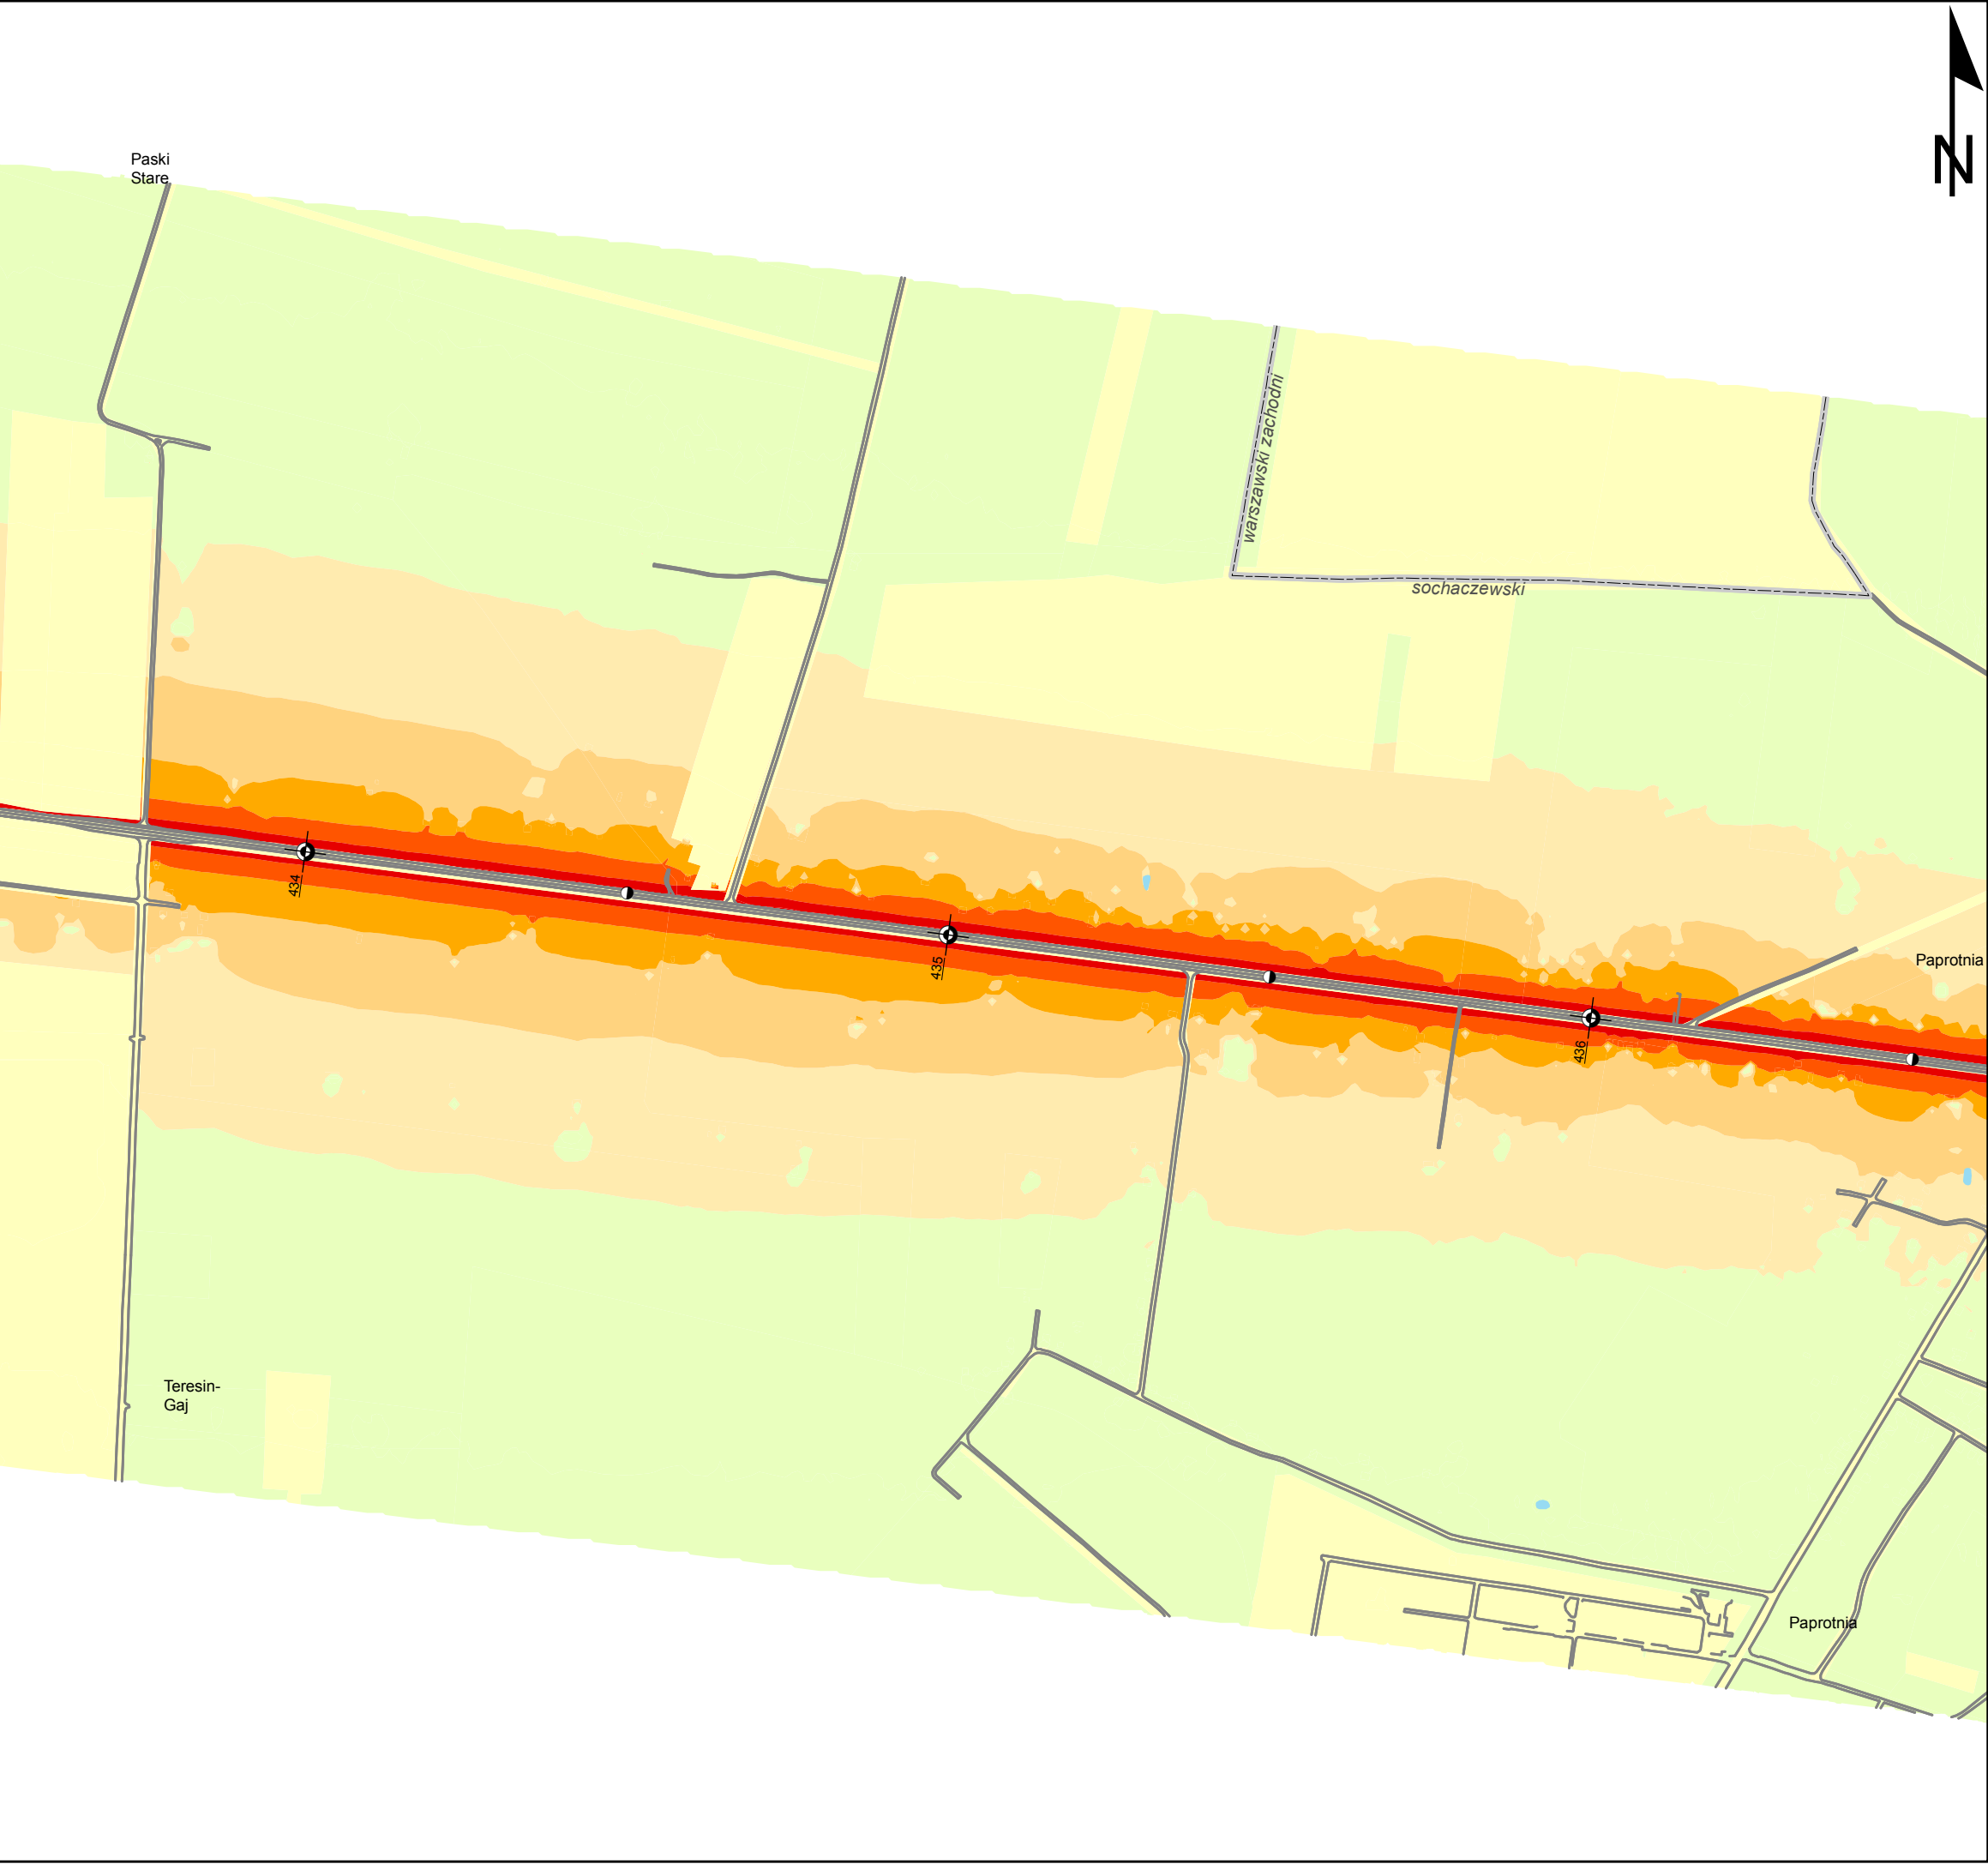 N
Paski
Stare
warszawski zachodni
sochaczewski
434
435
Paprotnia
436
Teresin-
Gaj
Paprotnia